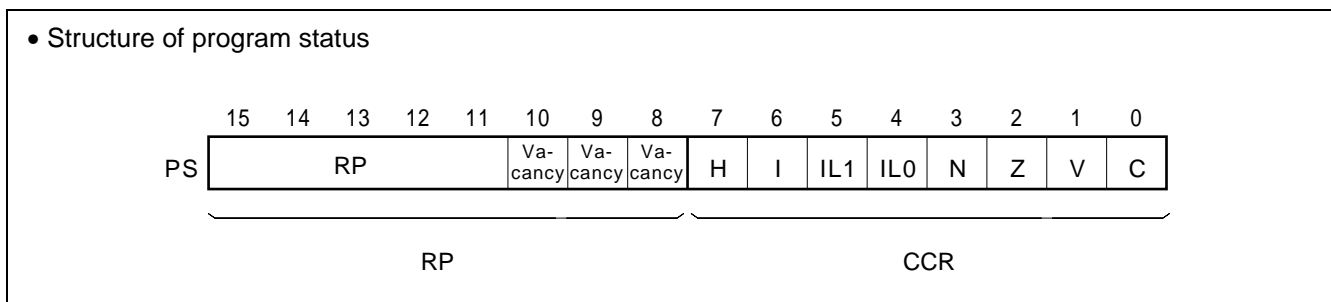 • Structure of program status
15 14 13 12 11 10 9 8 7 6 5 4 3 2 1 0
PS RP Va-cancy Va-cancy Va-cancy H I IL1 IL0 N Z V C
RP CCR